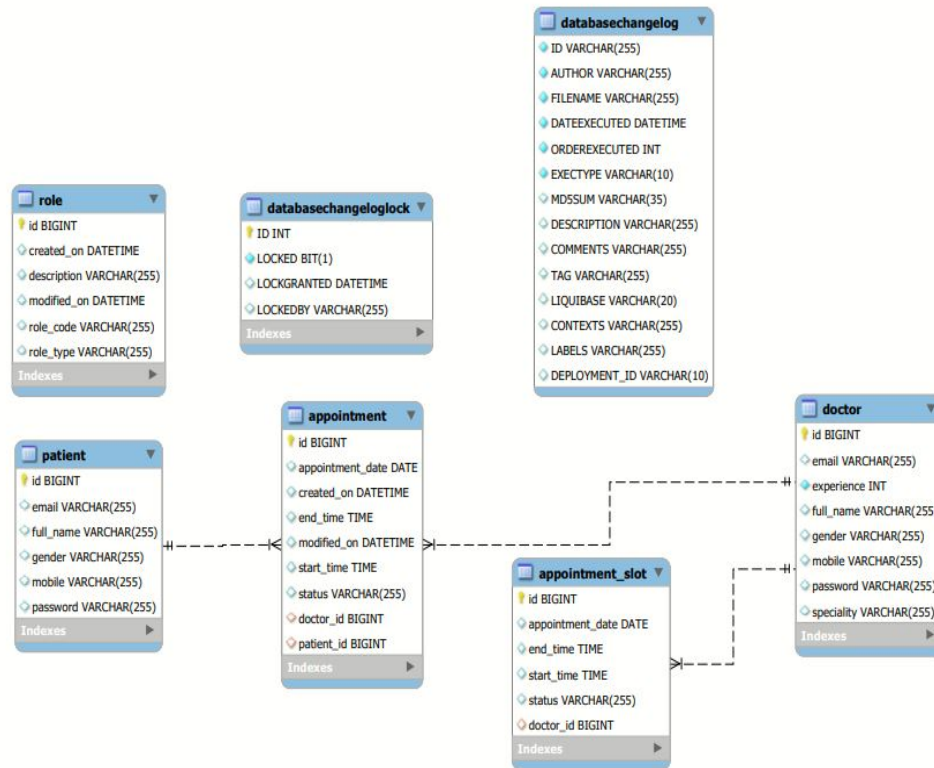 databasechangelog
ID VARCHAR(255)
AUTHOR VARCHAR(255)
FILENAME VARCHAR(255)
DATEEXECUTED DATETIME
ORDEREXECUTED INT
EXECTYPE VARCHAR(10)
MD5SUM VARCHAR(35)
DESCRIPTION VARCHAR(255)
COMMENTS VARCHAR(255)
TAG VARCHAR(255)
LIQUIBASE VARCHAR(20)
CONTEXTS VARCHAR(255)
LABELS VARCHAR(255)
DEPLOYMENT_ID VARCHAR(10)
role
id BIGINT
created_on DATETIME
description VARCHAR(255)
modified_on DATETIME
role_code VARCHAR(255)
role_type VARCHAR(255)
Indexes
databasechangeloglock
ID INT
LOCKED BIT(1)
LOCKGRANTED DATETIME
LOCKEDBY VARCHAR(255)
Indexes
patient
id BIGINT
email VARCHAR(255)
full_name VARCHAR(255)
gender VARCHAR(255)
mobile VARCHAR(255)
password VARCHAR(255)
Indexes
appointment
id BIGINT
appointment_date DATE
created_on DATETIME
end_time TIME
modified_on DATETIME
start_time TIME
status VARCHAR(255)
doctor_id BIGINT
patient_id BIGINT
Indexes
appointment_slot
id BIGINT
appointment_date DATE
end_time TIME
start_time TIME
status VARCHAR(255)
doctor_id BIGINT
Indexes
doctor
id BIGINT
email VARCHAR(255)
experience INT
full_name VARCHAR(255
gender VARCHAR(255)
mobile VARCHAR(255)
password VARCHAR(255)
speciality VARCHAR(255)
Indexes